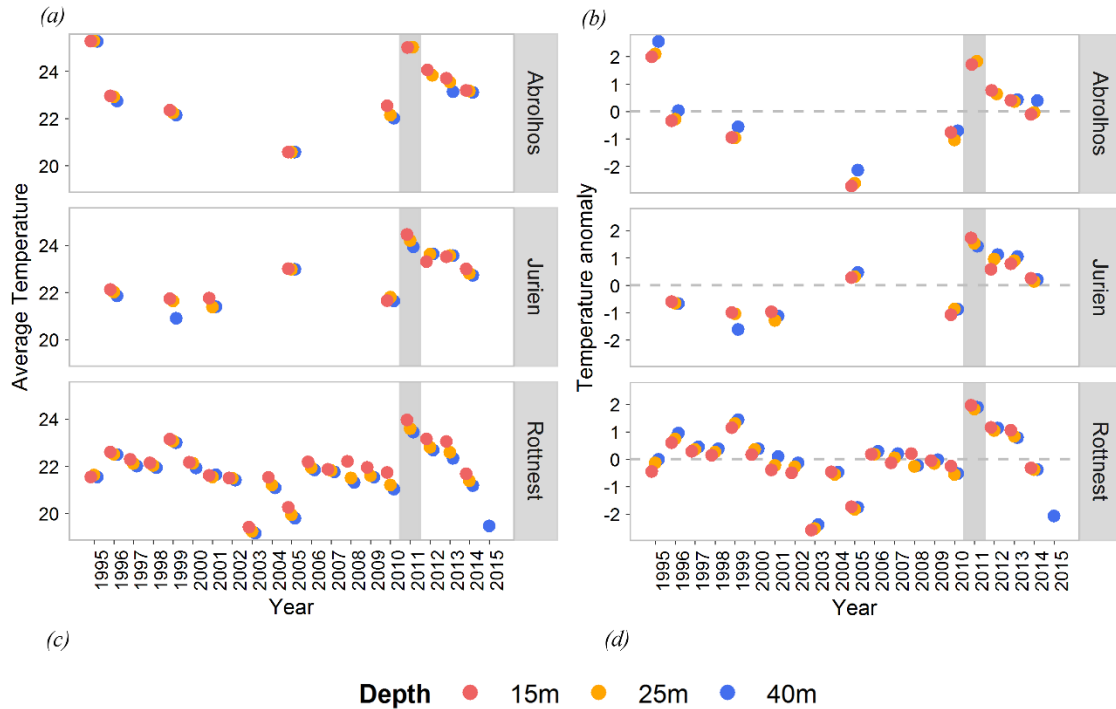 (a)
(b)
Average Temperature
24
22
20
Abrolhos
24
22
20
Jurien
24
22
20
Rottnest
1995 1996 1997 1998 1999 2000 2001 2002 2003 2004 2005 2006 2007 2008 2009 2010 2011 2012 2013 2014 2015
Year
Temperature anomaly
2
1
0
-1
-2
Abrolhos
2
1
0
-1
-2
Jurien
2
1
0
-1
-2
Rottnest
1995 1996 1997 1998 1999 2000 2001 2002 2003 2004 2005 2006 2007 2008 2009 2010 2011 2012 2013 2014 2015
Year
(c)
(d)
Depth 15m 25m 40m